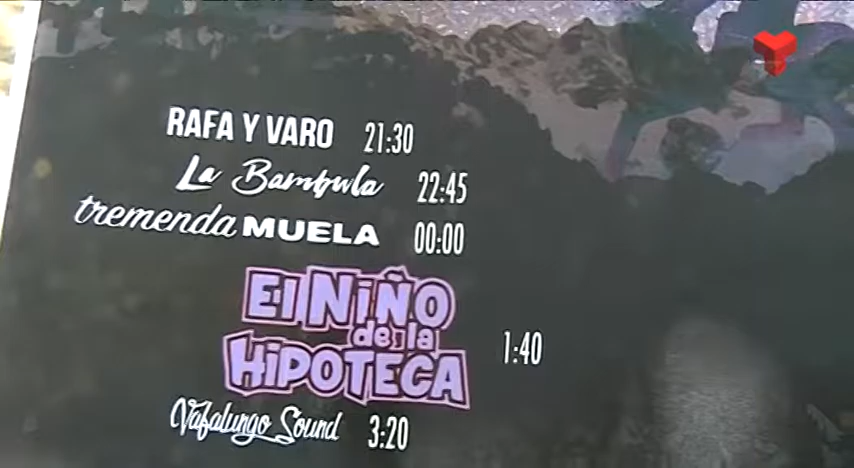 RAFA Y VARO 21:30
La Bambula 22:45
tremenda MUELA 00:00
El NiÑO
de la
HiPOTECA 1:40
Vafalungo Sound 3:20